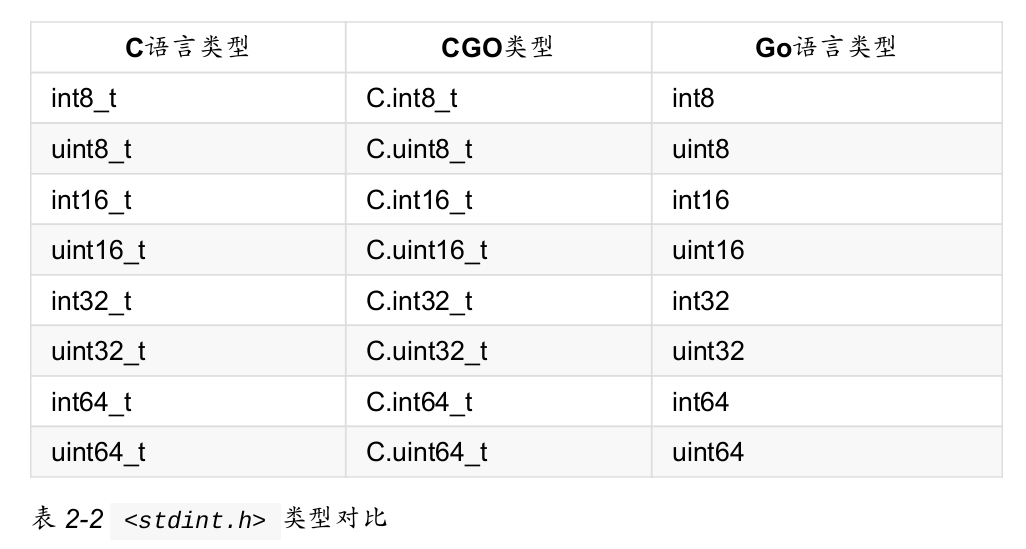 C语言类型 CGO类型 Go语言类型
int8_t C.int8_t int8
uint8_t C.uint8_t uint8
int16_t C.int16_t int16
uint16_t C.uint16_t uint16
int32_t C.int32_t int32
uint32_t C.uint32_t uint32
int64_t C.int64_t int64
uint64_t C.uint64_t uint64
表 2-2 <stdint.h> 类型对比